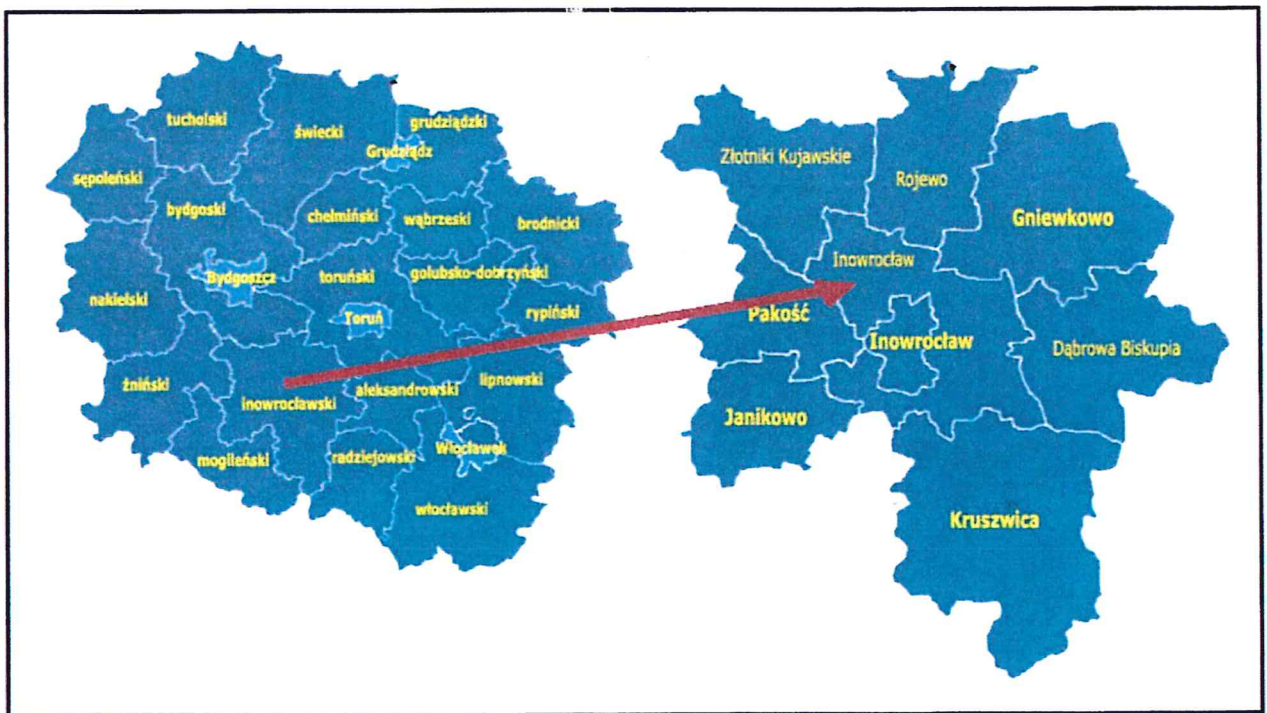 tucholski
świecki
grudziądzki
Grudziądz
sępoleński
bydgoski
chełmiński
wąbrzeski
brodnicki
Bydgoszcz
toruński
golubsko-dobrzyński
nakielski
Toruń
rypiński
żniński
inowrocławski
aleksandrowski
lipnowski
mogileński
radziejowski
Włocławek
włocławski
Złotniki Kujawskie
Rojewo
Gniewkowo
Inowrocław
Pakość
Inowrocław
Dąbrowa Biskupia
Janikowo
Kruszwica